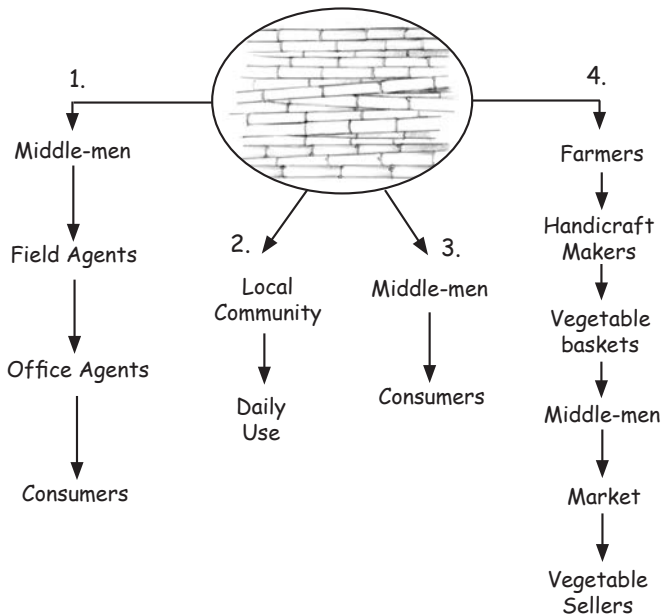 1.
Middle-men
Field Agents
Office Agents
Consumers
2.
Local
Community
Daily
Use
3.
Middle-men
Consumers
4.
Farmers
Handicraft
Makers
Vegetable
baskets
Middle-men
Market
Vegetable
Sellers